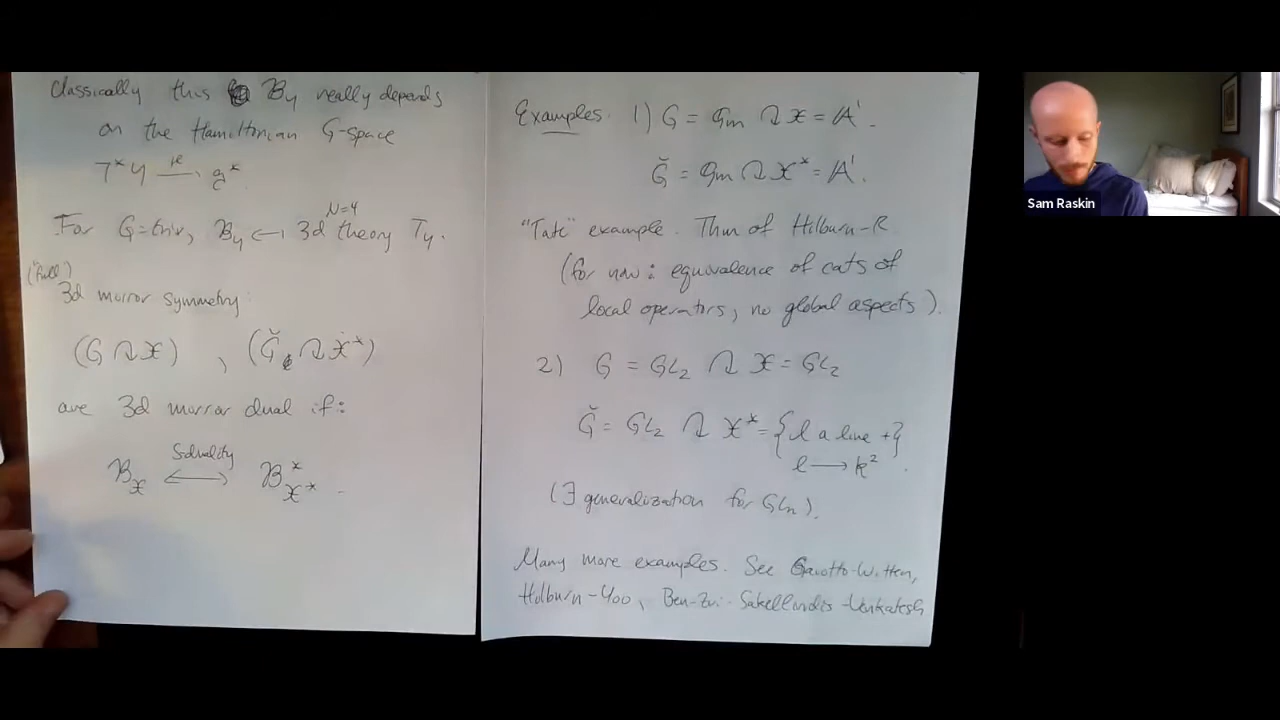 Classically this B_Y really depends
on the Hamiltonian G-space
T*Y —μ→ g*.
For G=triv, B_Y ⟵ 3d N=4 theory T_Y.
("full")
3d mirror symmetry:
(G ↷ X) , (Ǧ ↷ X*)
are 3d mirror dual if:
S duality
B_X ⟷ B*_X* .
Examples. 1) G = Gm ↷ X = A¹.
Ǧ = Gm ↷ X* = A¹.
"Tate" example. Thm of Hilburn-R
(for now: equivalence of cats of
local operators, no global aspects).
2) G = GL₂ ↷ X = GL₂
Ǧ = GL₂ ↷ X* = {l a line +}
l ⟶ k² .
(∃ generalization for GLn).
Many more examples. See Gaiotto-Witten,
Hilburn-Yoo, Ben-Zvi-Sakellaridis-Venkatesh
Sam Raskin